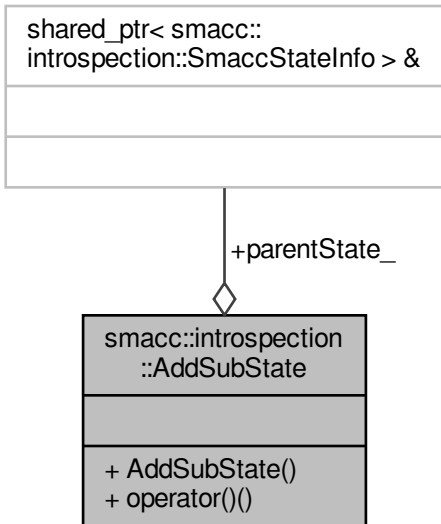 shared_ptr< smacc::
introspection::SmaccStateInfo > &
+parentState_
smacc::introspection
::AddSubState
+ AddSubState()
+ operator()()